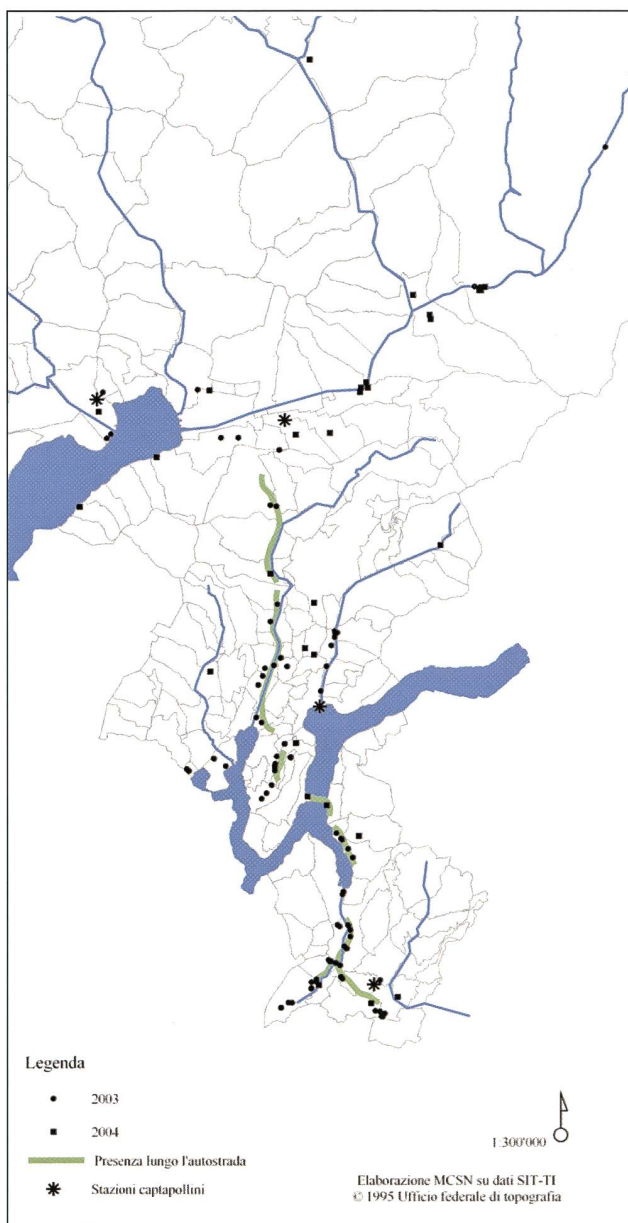 Legenda
2003
2004
Presenza lungo l'autostrada
Stazioni captapollini
1:300'000
Elaborazione MCSN su dati SIT-TI
© 1995 Ufficio federale di topografia